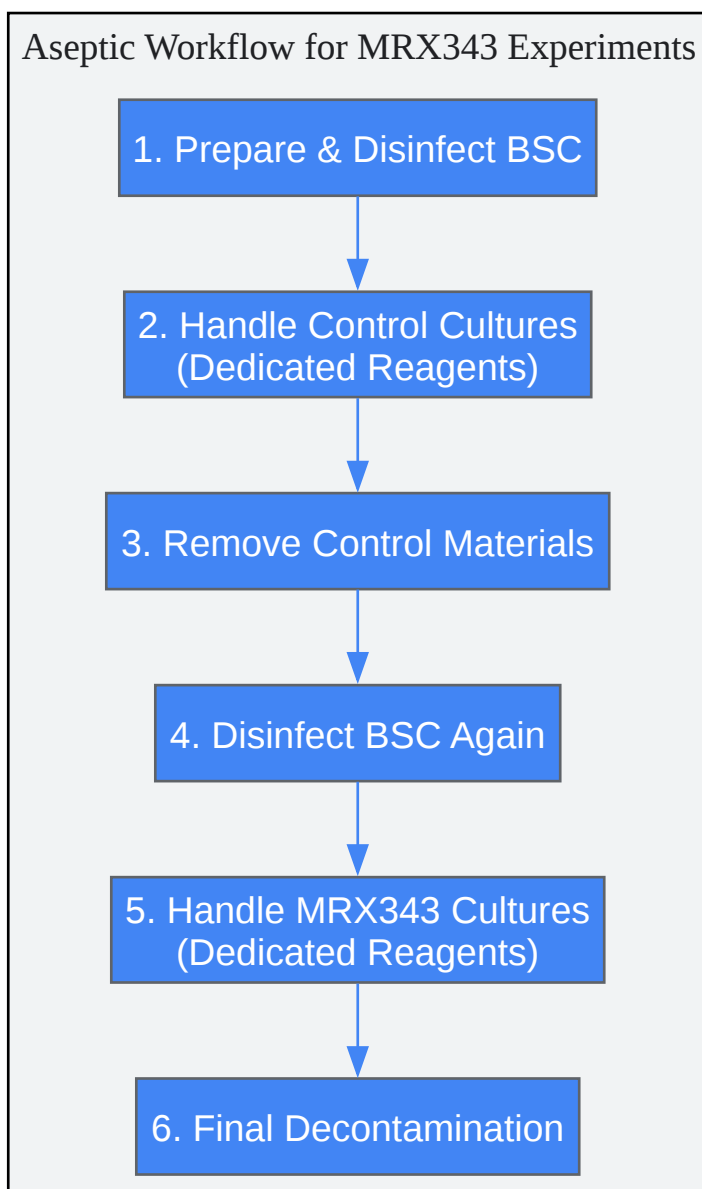 Aseptic Workflow for MRX343 Experiments
1. Prepare & Disinfect BSC
2. Handle Control Cultures
(Dedicated Reagents)
3. Remove Control Materials
4. Disinfect BSC Again
5. Handle MRX343 Cultures
(Dedicated Reagents)
6. Final Decontamination